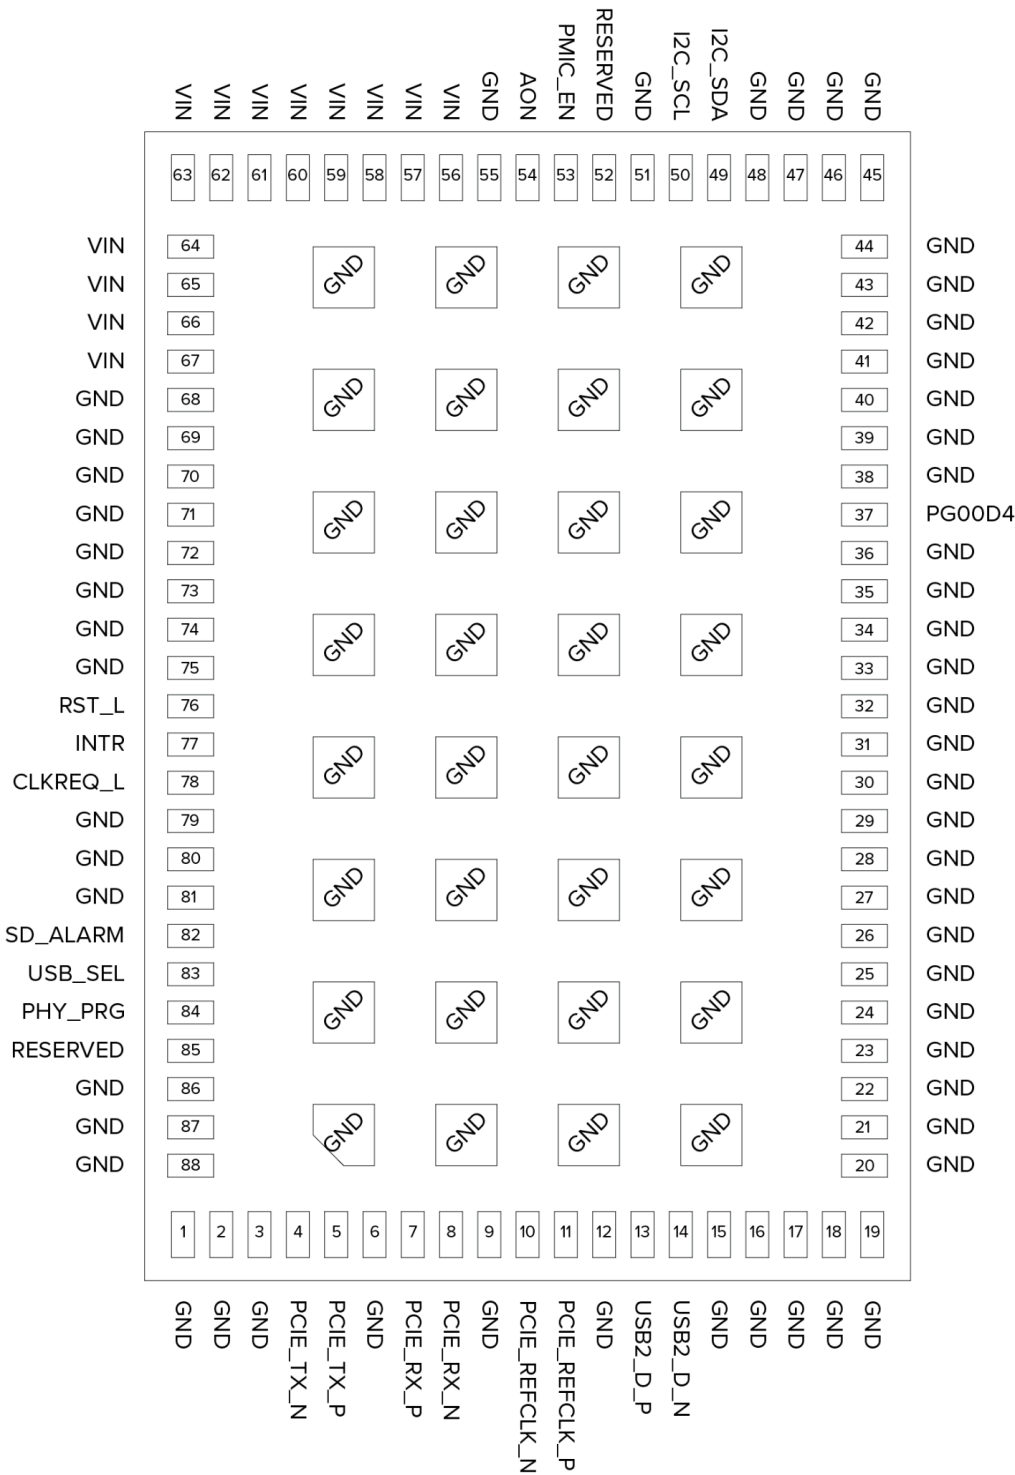 VIN VIN VIN VIN VIN VIN VIN VIN GND AON PMIC_EN RESERVED GND I2C_SCL I2C_SDA GND GND GND GND
63 62 61 60 59 58 57 56 55 54 53 52 51 50 49 48 47 46 45
VIN 64 44 GND
GND GND GND GND
VIN 65 43 GND
VIN 66 42 GND
VIN 67 41 GND
GND 68 40 GND
GND GND GND GND
GND 69 39 GND
GND 70 38 GND
GND 71 37 PG00D4
GND GND GND GND
GND 72 36 GND
GND 73 35 GND
GND 74 34 GND
GND GND GND GND
GND 75 33 GND
RST_L 76 32 GND
INTR 77 31 GND
GND GND GND GND
CLKREQ_L 78 30 GND
GND 79 29 GND
GND 80 28 GND
GND GND GND GND
GND 81 27 GND
SD_ALARM 82 26 GND
USB_SEL 83 25 GND
PHY_PRG 84 24 GND
GND GND GND GND
RESERVED 85 23 GND
GND 86 22 GND
GND 87 21 GND
GND GND GND GND
GND 88 20 GND
1 2 3 4 5 6 7 8 9 10 11 12 13 14 15 16 17 18 19
GND GND GND PCIE_TX_N PCIE_TX_P GND PCIE_RX_P PCIE_RX_N GND PCIE_REFCLK_N PCIE_REFCLK_P GND USB2_D_P USB2_D_N GND GND GND GND GND